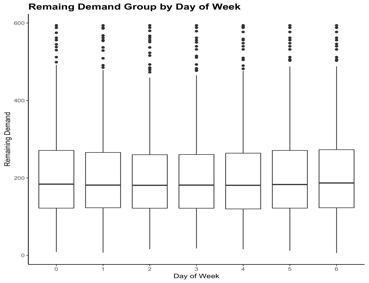 Remaing Demand Group by Day of Week
600
400
200
0
Remaining Demand
0 1 2 3 4 5 6
Day of Week